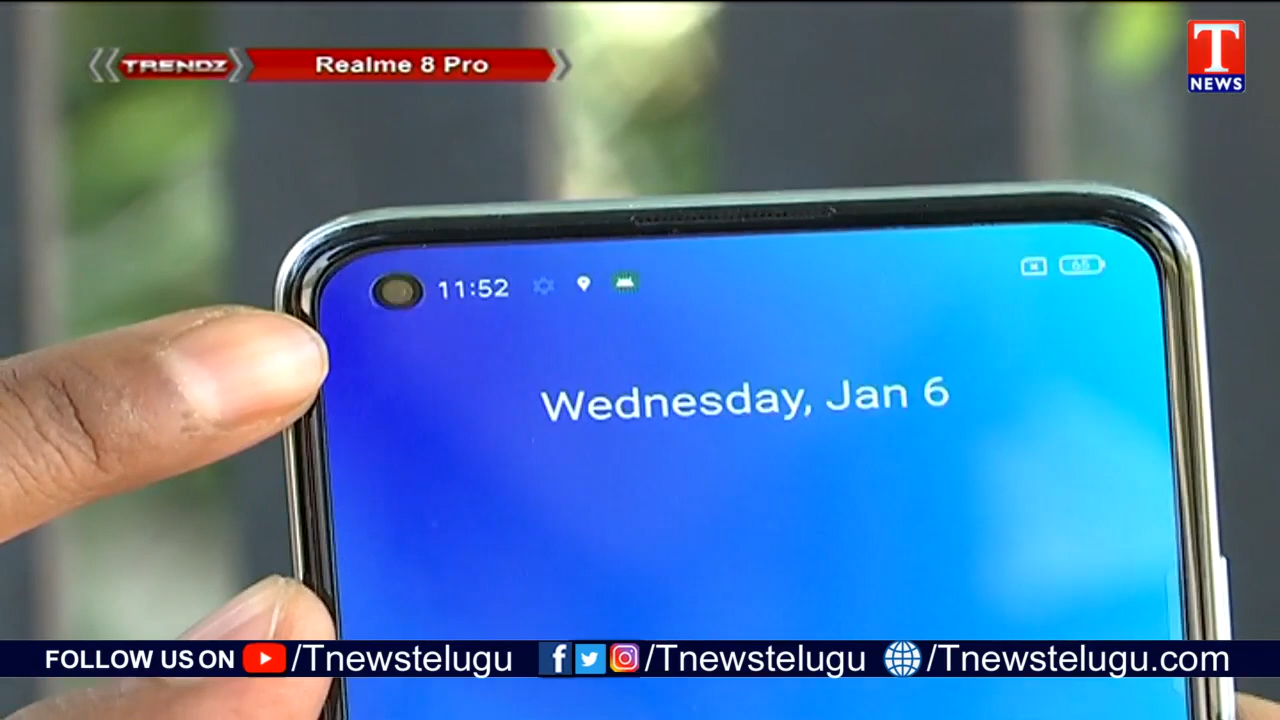 TRENDZ Realme 8 Pro
T
NEWS
11:52 65
Wednesday, Jan 6
FOLLOW US ON /Tnewstelugu /Tnewstelugu /Tnewstelugu.com